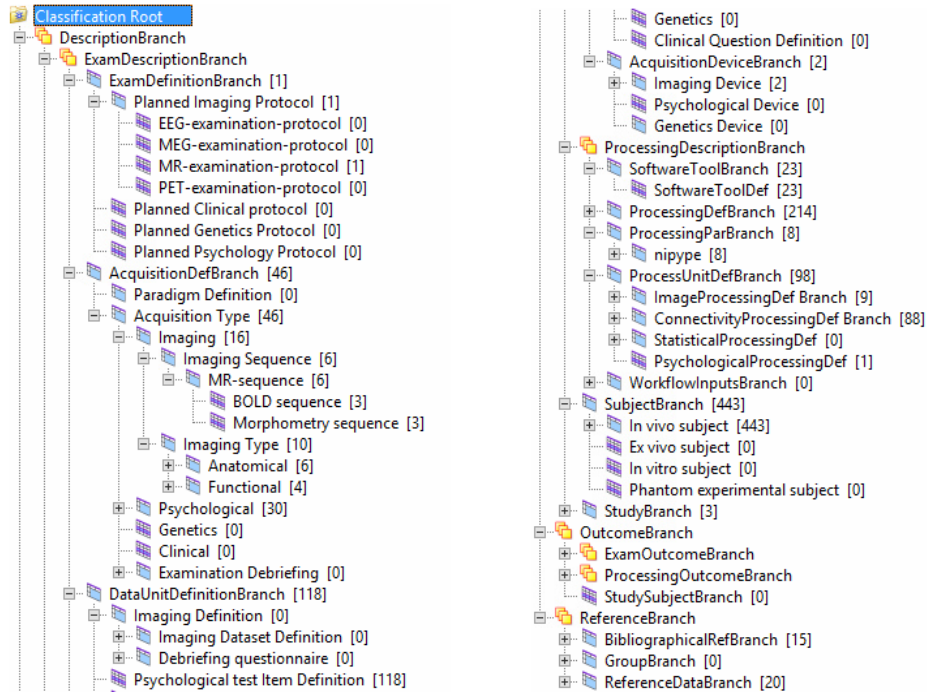 Classification Root
DescriptionBranch
ExamDescriptionBranch
ExamDefinitionBranch [1]
Planned Imaging Protocol [1]
EEG-examination-protocol [0]
MEG-examination-protocol [0]
MR-examination-protocol [1]
PET-examination-protocol [0]
Planned Clinical protocol [0]
Planned Genetics Protocol [0]
Planned Psychology Protocol [0]
AcquisitionDefBranch [46]
Paradigm Definition [0]
Acquisition Type [46]
Imaging [16]
Imaging Sequence [6]
MR-sequence [6]
BOLD sequence [3]
Morphometry sequence [3]
Imaging Type [10]
Anatomical [6]
Functional [4]
Psychological [30]
Genetics [0]
Clinical [0]
Examination Debriefing [0]
DataUnitDefinitionBranch [118]
Imaging Definition [0]
Imaging Dataset Definition [0]
Debriefing questionnaire [0]
Psychological test Item Definition [118]
Genetics [0]
Clinical Question Definition [0]
AcquisitionDeviceBranch [2]
Imaging Device [2]
Psychological Device [0]
Genetics Device [0]
ProcessingDescriptionBranch
SoftwareToolBranch [23]
SoftwareToolDef [23]
ProcessingDefBranch [214]
ProcessingParBranch [8]
nipype [8]
ProcessUnitDefBranch [98]
ImageProcessingDef Branch [9]
ConnectivityProcessingDef Branch [88]
StatisticalProcessingDef [0]
PsychologicalProcessingDef [1]
WorkflowInputsBranch [0]
SubjectBranch [443]
In vivo subject [443]
Ex vivo subject [0]
In vitro subject [0]
Phantom experimental subject [0]
StudyBranch [3]
OutcomeBranch
ExamOutcomeBranch
ProcessingOutcomeBranch
StudySubjectBranch [0]
ReferenceBranch
BibliographicalRefBranch [15]
GroupBranch [0]
ReferenceDataBranch [20]